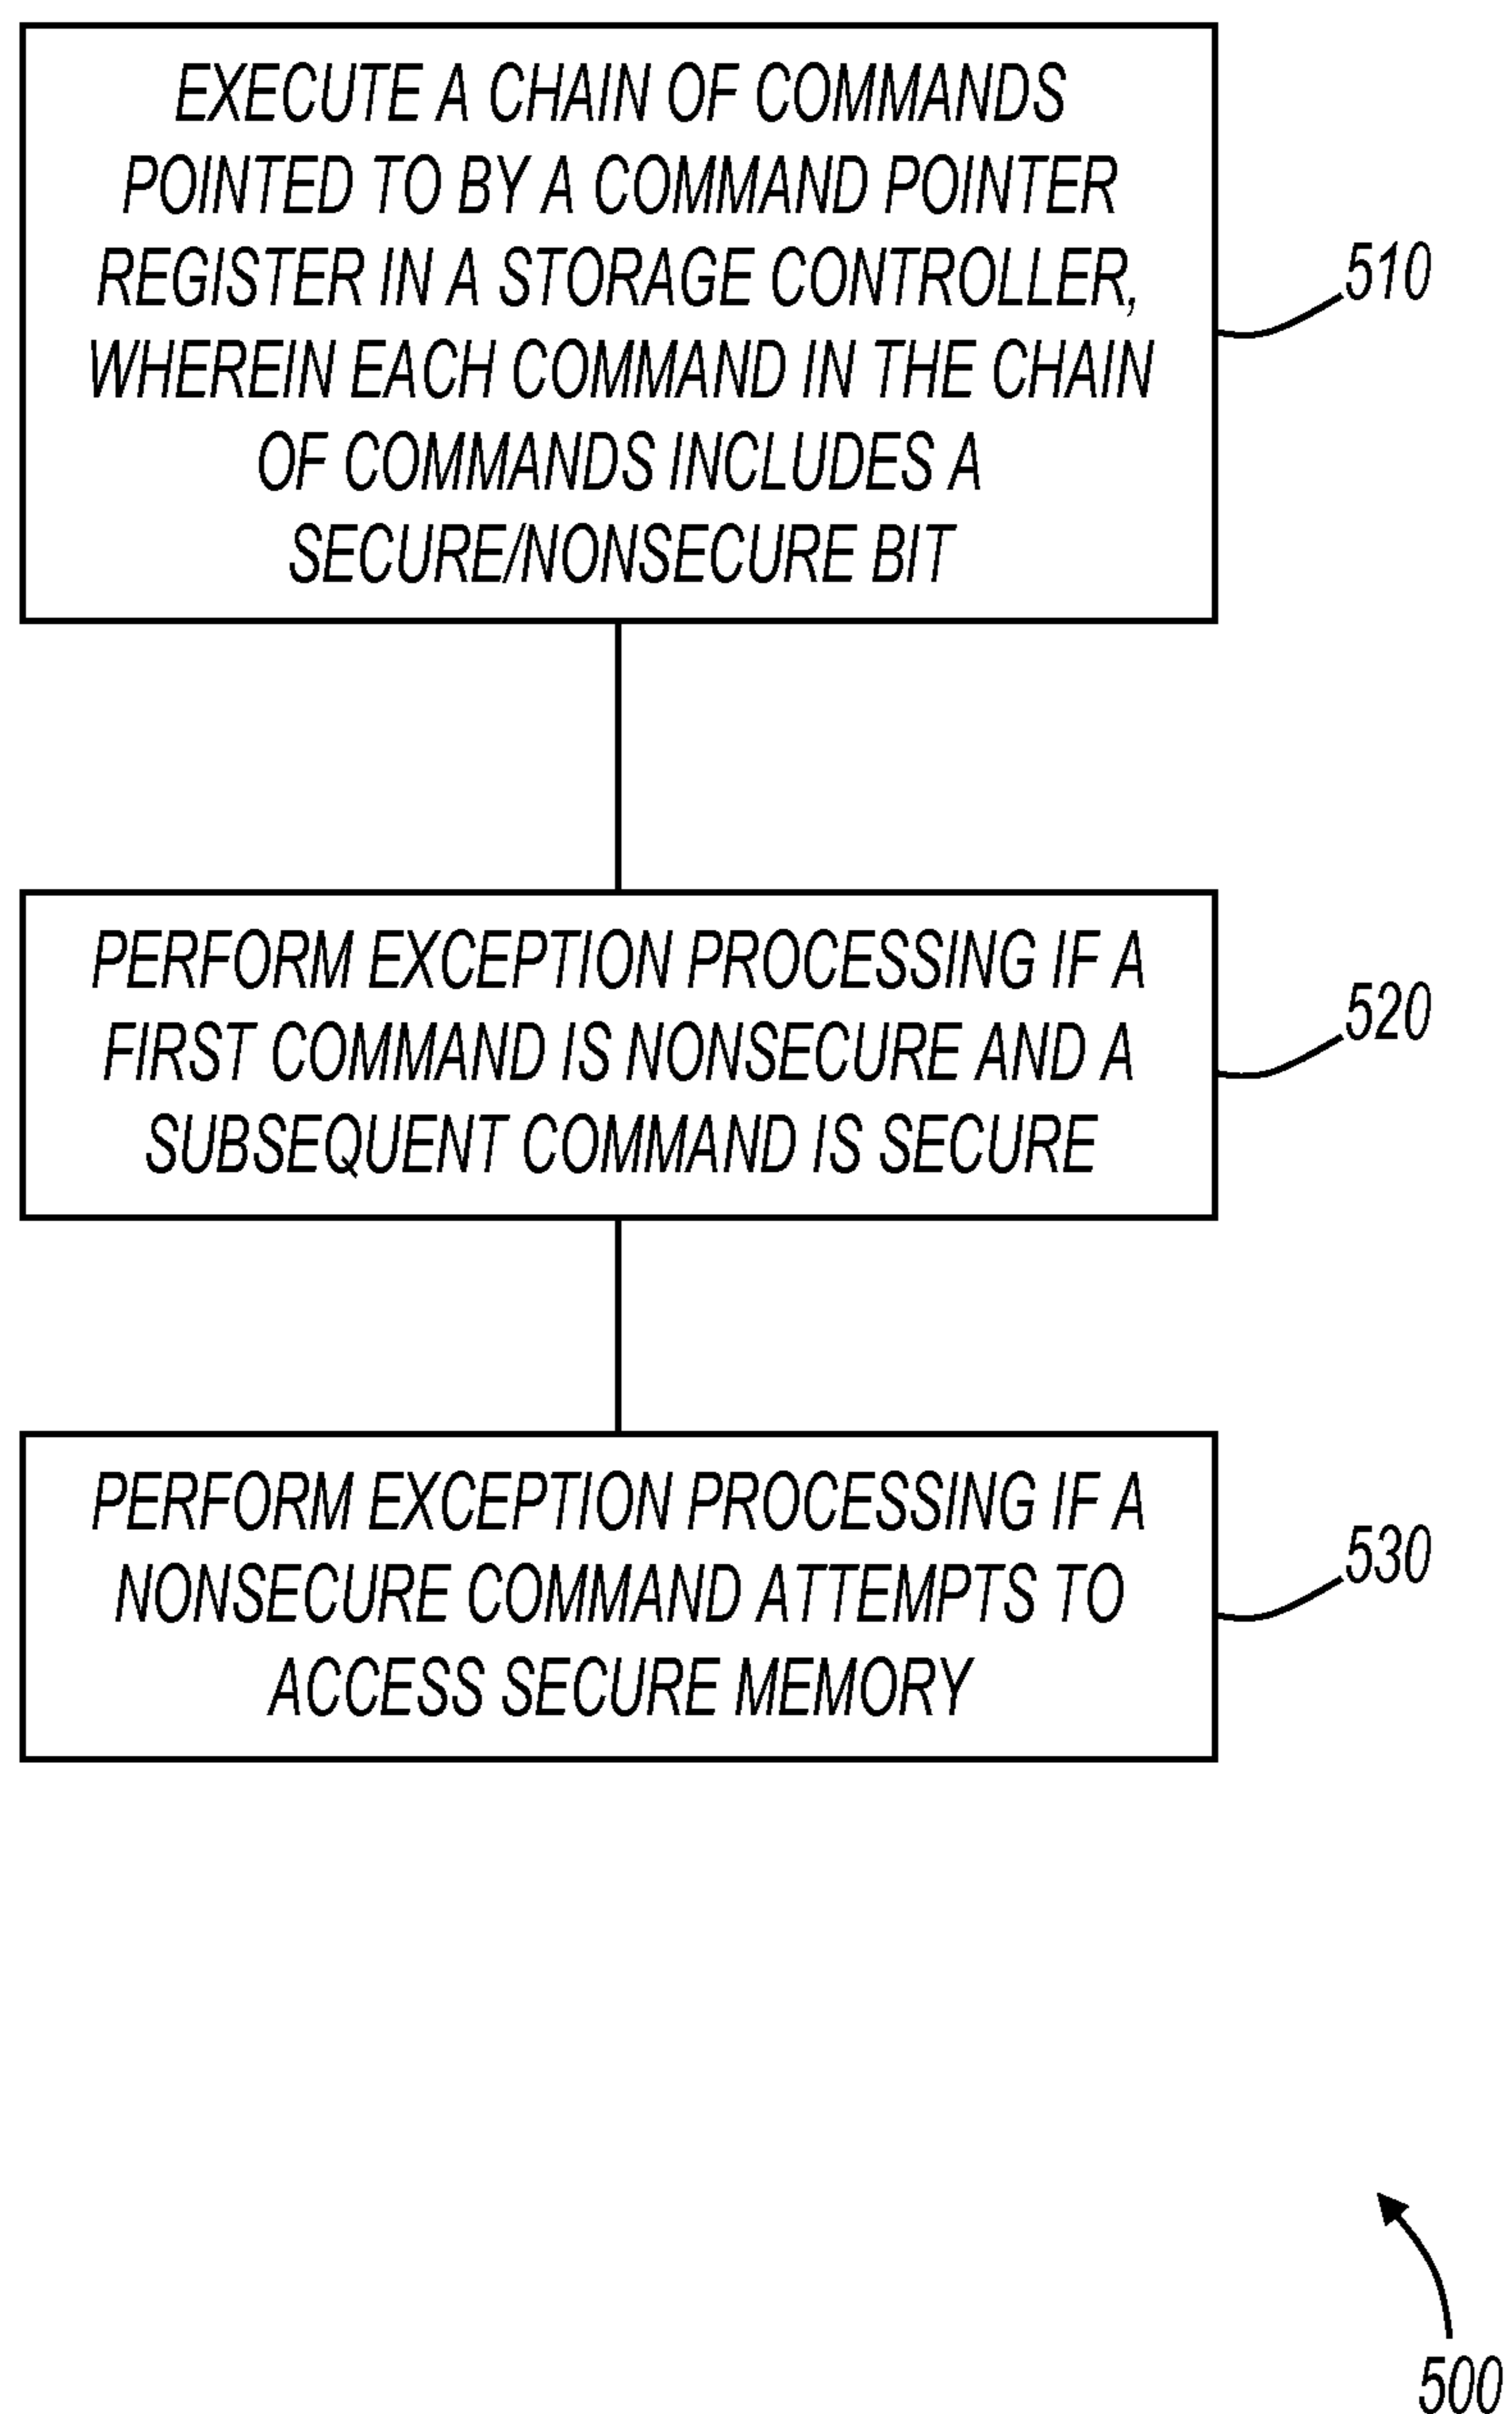 EXECUTE A CHAIN OF COMMANDS
POINTED TO BY A COMMAND POINTER
REGISTER IN A STORAGE CONTROLLER,
WHEREIN EACH COMMAND IN THE CHAIN
OF COMMANDS INCLUDES A
SECURE/NONSECURE BIT
510
PERFORM EXCEPTION PROCESSING IF A
FIRST COMMAND IS NONSECURE AND A
SUBSEQUENT COMMAND IS SECURE
520
PERFORM EXCEPTION PROCESSING IF A
NONSECURE COMMAND ATTEMPTS TO
ACCESS SECURE MEMORY
530
500